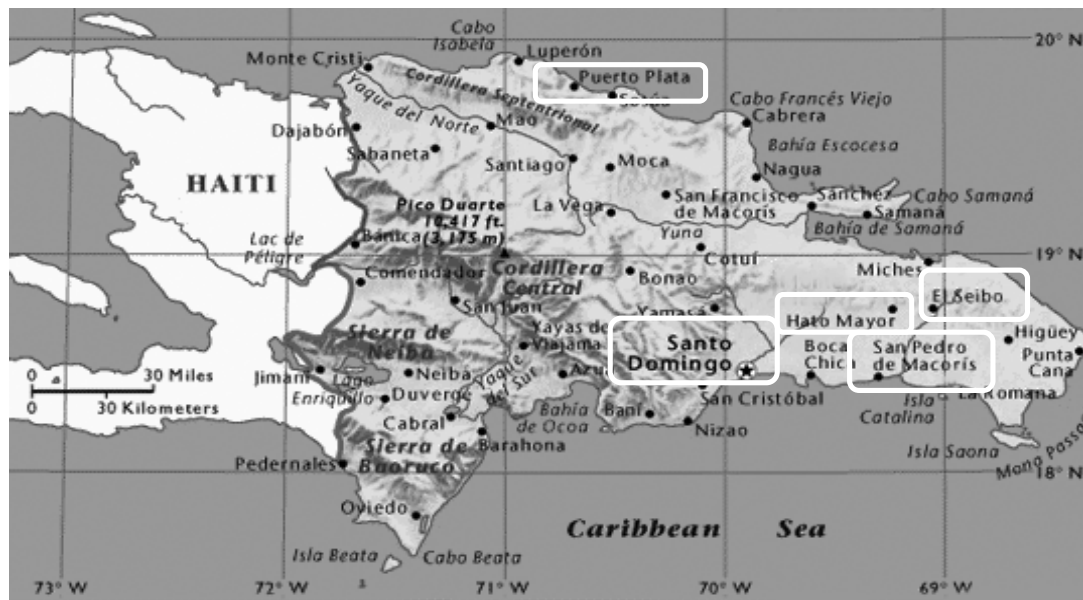 Cabo
Isabela
Luperón
20° N
Monte Cristi
Puerto Plata
Cordillera Septentrional
Sosúa
Yaque del Norte
Mao
Cabo Francés Viejo
Cabrera
Dajabón
Sabaneta
Santiago
Moca
Bahía Escocesa
Nagua
HAITI
San Francisco
de Macorís
Sánchez
Cabo Samaná
Pico Duarte
10,417 ft.
(3,175 m)
La Vega
Samaná
Bahía de Samaná
Lac de
Péligre
Bánica
Yuna
Cotuí
19° N
Comendador
Cordillera
Central
Bonao
Miches
San Juan
Yamasá
El Seibo
Hato Mayor
Sierra de
Neiba
Yayas de
Viajama
Santo
Domingo
Boca
Chica
San Pedro
de Macorís
Higüey
Punta
Cana
0 30 Miles
0 30 Kilometers
Jimaní
Lago
Enriquillo
Neiba
Yaque
del Sur
Azua
Duvergé
San Cristóbal
La Romana
Isla
Catalina
Cabral
Bahía
de Ocoa
Baní
Nizao
Barahona
Isla Saona
Mona Passa
Sierra de
Baoruco
Pedernales
18° N
Oviedo
Caribbean Sea
Isla Beata
Cabo Beata
73° W
72° W
71° W
70° W
69° W